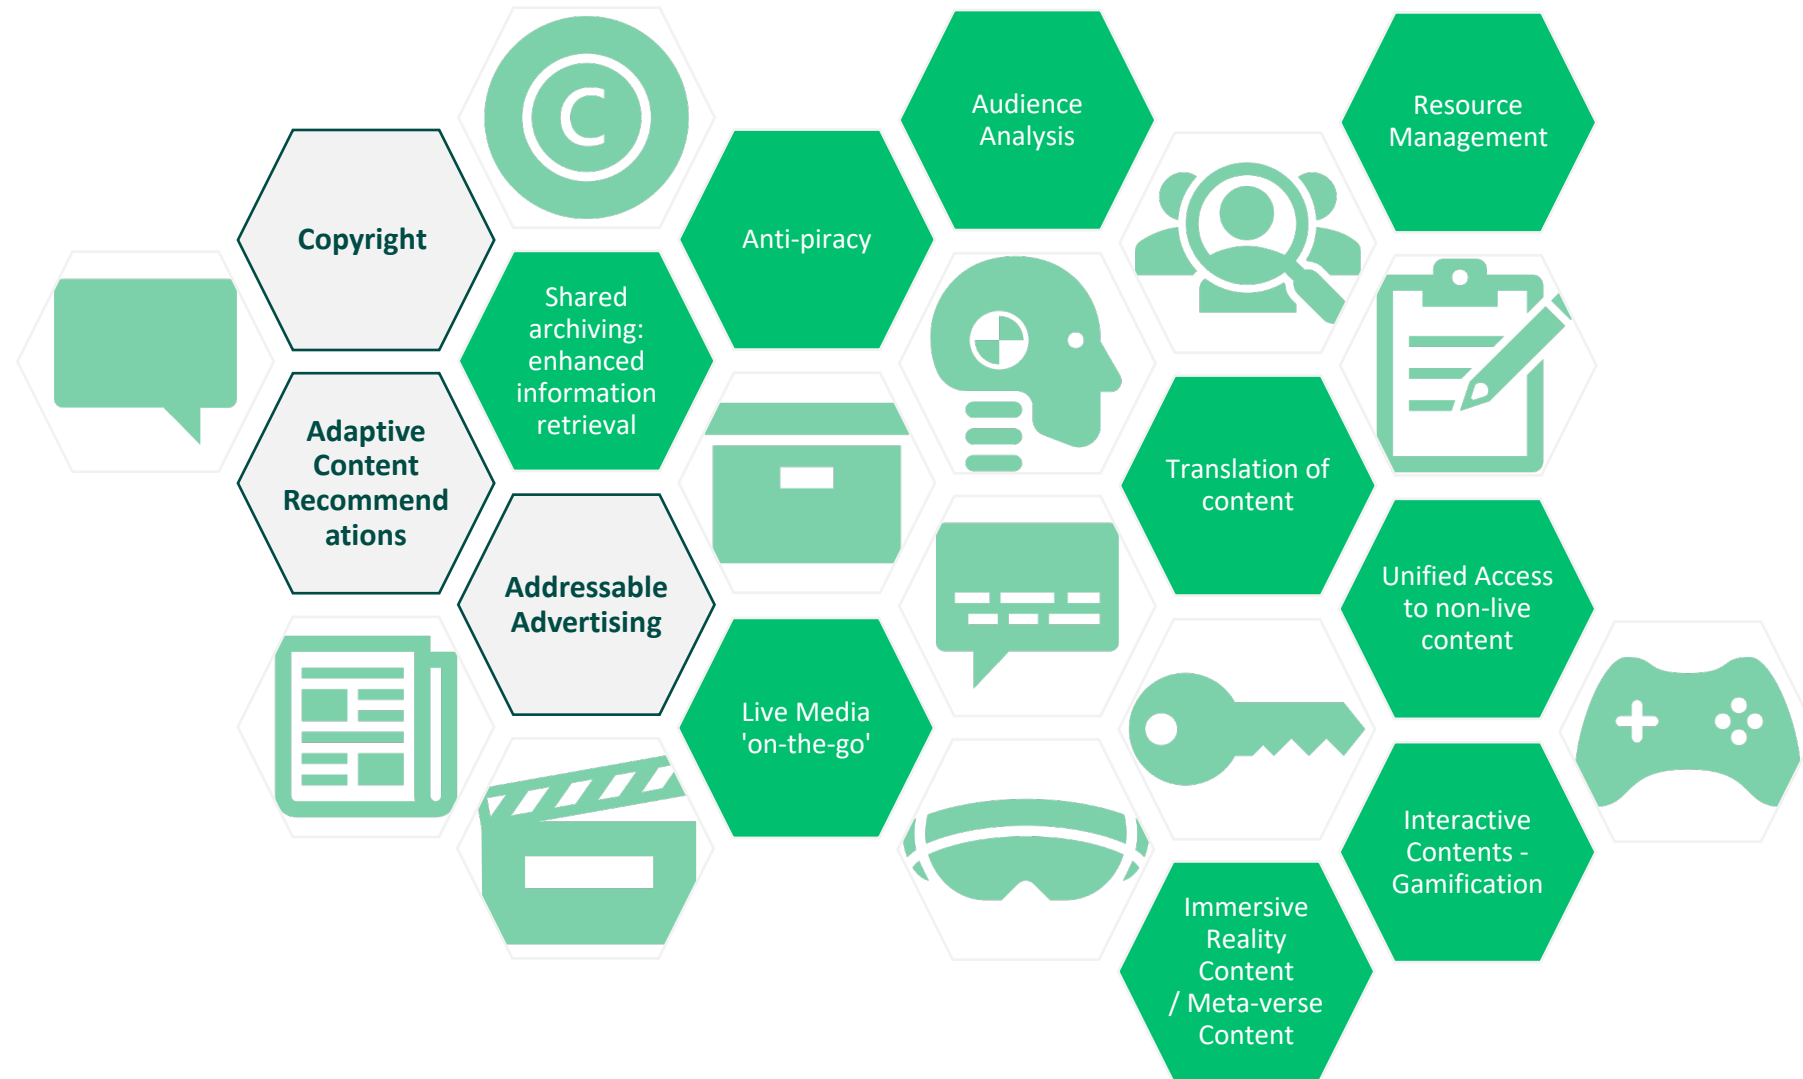 C
Audience
Analysis
Resource
Management
Copyright
Anti-piracy
Shared
archiving:
enhanced
information
retrieval
Adaptive
Content
Recommend
ations
Translation of
content
Addressable
Advertising
Unified Access
to non-live
content
Live Media
'on-the-go'
Interactive
Contents -
Gamification
Immersive
Reality
Content
/ Meta-verse
Content